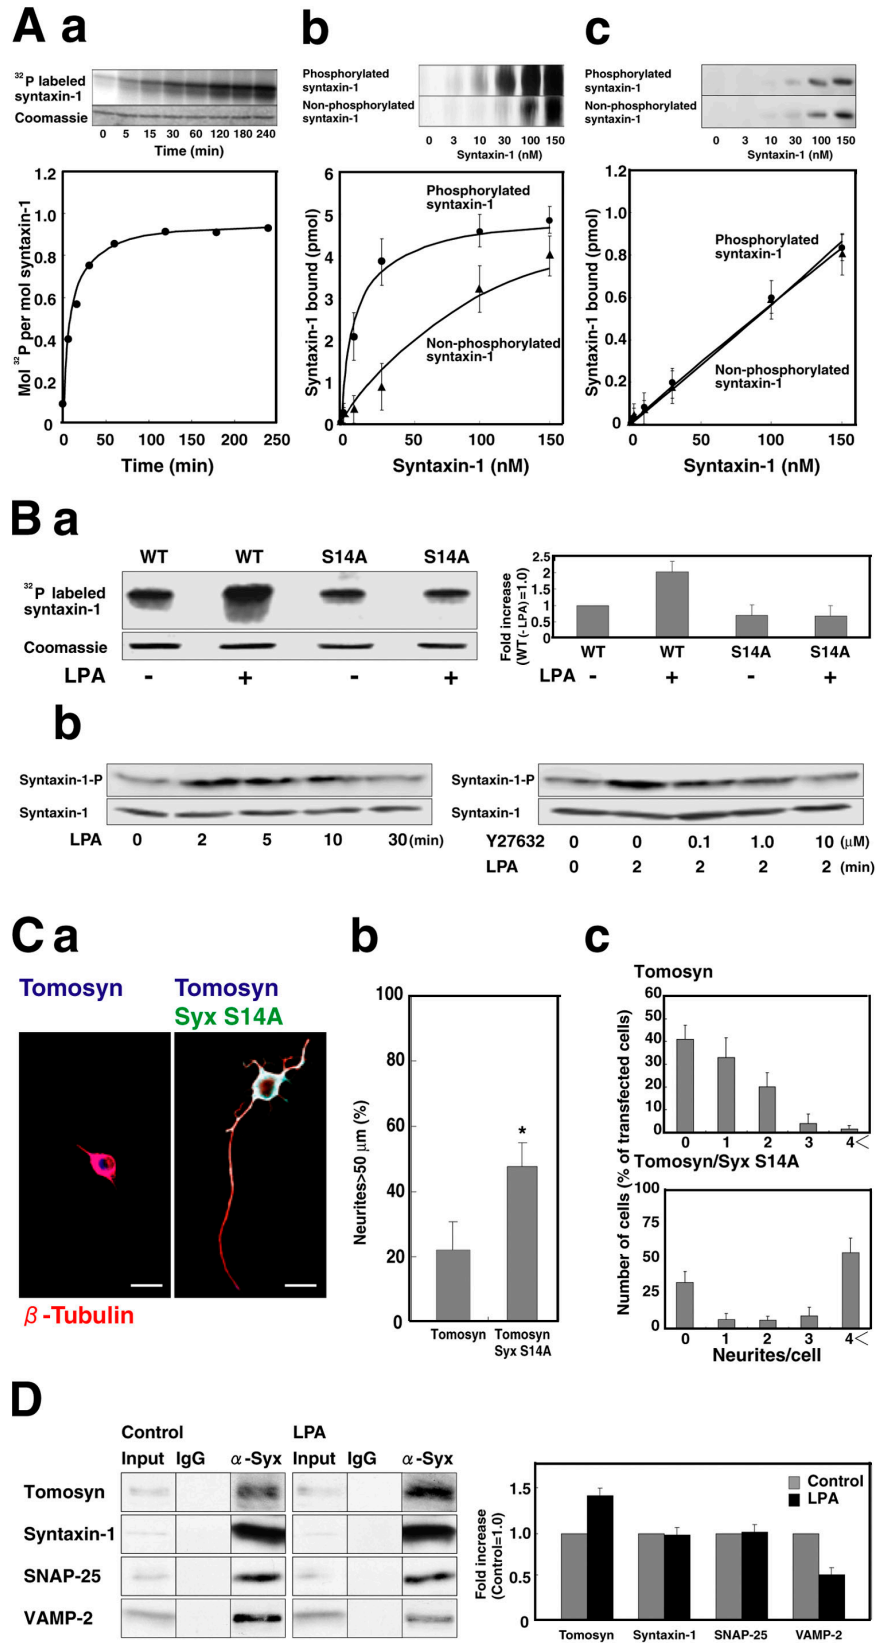 A a
³²P labeled
syntaxin-1
Coomassie
0 5 15 30 60 120 180 240
Time (min)
1.2
1.0
0.8
0.6
0.4
0.2
0
Mol ³²P per mol syntaxin-1
0 50 100 150 200 250
Time (min)
b
Phosphorylated
syntaxin-1
Non-phosphorylated
syntaxin-1
0 3 10 30 100 150
Syntaxin-1 (nM)
6
5
4
3
2
1
0
Syntaxin-1 bound (pmol)
Phosphorylated
syntaxin-1
Non-phosphorylated
syntaxin-1
0 50 100 150
Syntaxin-1 (nM)
c
Phosphorylated
syntaxin-1
Non-phosphorylated
syntaxin-1
0 3 10 30 100 150
Syntaxin-1 (nM)
1.2
1.0
0.8
0.6
0.4
0.2
0
Syntaxin-1 bound (pmol)
Phosphorylated
syntaxin-1
Non-phosphorylated
syntaxin-1
0 50 100 150
Syntaxin-1 (nM)
B a
WT WT S14A S14A
³²P labeled
syntaxin-1
Coomassie
LPA - + - +
Fold increase
(WT(-LPA)=1.0)
2.5
2
1.5
1
0.5
0
WT WT S14A S14A
LPA - + - +
b
Syntaxin-1-P
Syntaxin-1
LPA 0 2 5 10 30 (min)
Syntaxin-1-P
Syntaxin-1
Y27632 0 0 0.1 1.0 10 (μM)
LPA 0 2 2 2 2 (min)
C a
Tomosyn
Tomosyn
Syx S14A
β-Tubulin
b
100
80
60
40
20
0
Neurites>50 μm (%)
*
Tomosyn
Tomosyn
Syx S14A
c
Tomosyn
60
50
40
30
20
10
0
0 1 2 3 4<
Tomosyn/Syx S14A
100
75
50
25
0
Number of cells (% of transfected cells)
0 1 2 3 4<
Neurites/cell
D
Control LPA
Input IgG α-Syx Input IgG α-Syx
Tomosyn
Syntaxin-1
SNAP-25
VAMP-2
Fold increase
(Control=1.0)
1.5
1.0
0.5
0
Control
LPA
Tomosyn Syntaxin-1 SNAP-25 VAMP-2